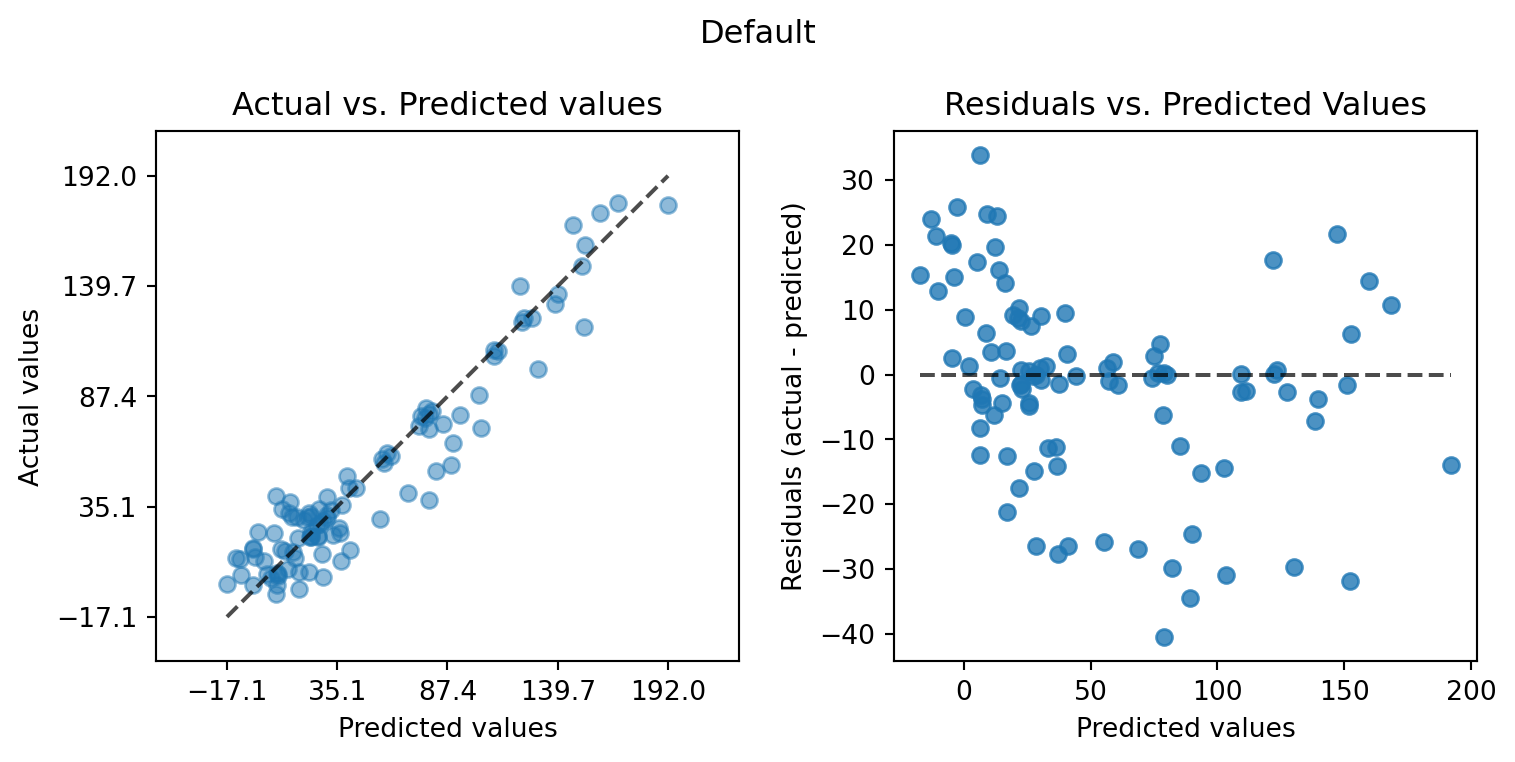 Default
Actual vs. Predicted values
Actual values
192.0
139.7
87.4
35.1
−17.1
−17.1 35.1 87.4 139.7 192.0
Predicted values
Residuals vs. Predicted Values
Residuals (actual - predicted)
30
20
10
0
−10
−20
−30
−40
0 50 100 150 200
Predicted values